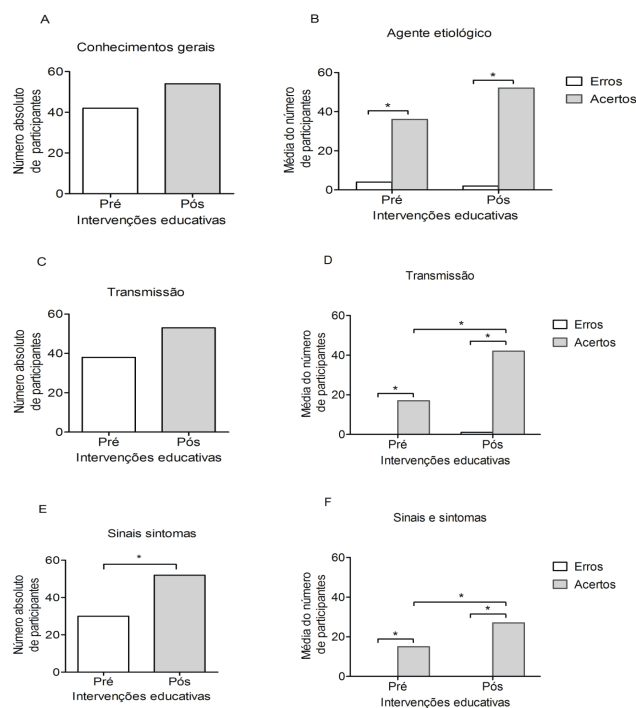 A
Conhecimentos gerais
Número absoluto
de participantes
60
40
20
0
Pré
Pós
Intervenções educativas
B
Agente etiológico
Média do número
de participantes
60
40
20
0
*
*
Pré
Pós
Intervenções educativas
Erros
Acertos
C
Transmissão
Número absoluto
de participantes
60
40
20
0
Pré
Pós
Intervenções educativas
D
Transmissão
Média do número
de participantes
60
40
20
0
*
*
*
Pré
Pós
Intervenções educativas
Erros
Acertos
E
Sinais sintomas
Número absoluto
de participantes
60
40
20
0
*
Pré
Pós
Intervenções educativas
F
Sinais e sintomas
Média do número
de participantes
60
40
20
0
*
*
*
Pré
Pós
Intervenções educativas
Erros
Acertos